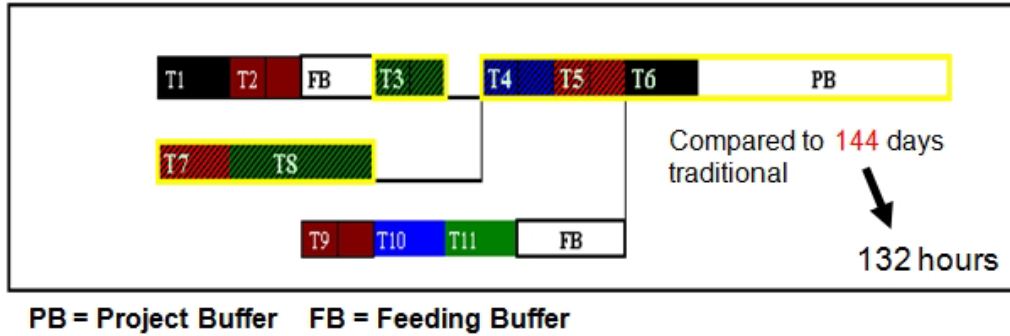 T1 T2 FB T3 T4 T5 T6 PB
Compared to 144 days
traditional
T7 T8
T9 T10 T11 FB
132 hours
PB = Project Buffer FB = Feeding Buffer